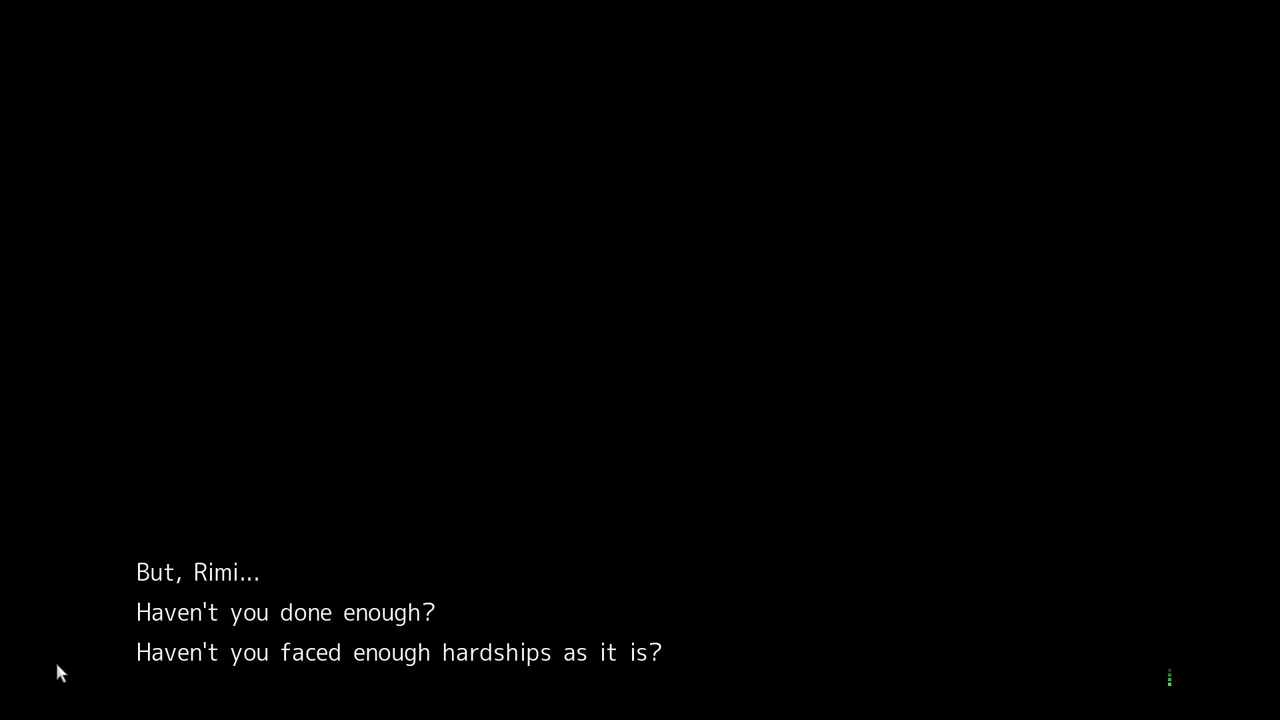 But, Rimi...
Haven't you done enough?
Haven't you faced enough hardships as it is?